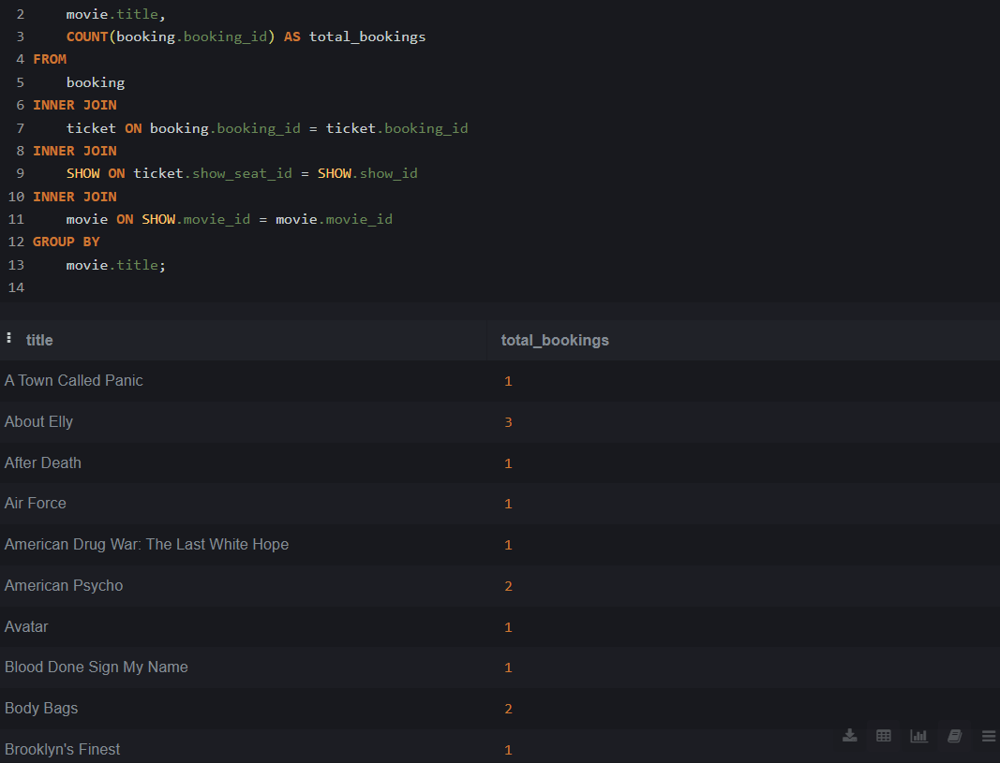 2 movie.title,
3 COUNT(booking.booking_id) AS total_bookings
4 FROM
5 booking
6 INNER JOIN
7 ticket ON booking.booking_id = ticket.booking_id
8 INNER JOIN
9 SHOW ON ticket.show_seat_id = SHOW.show_id
10 INNER JOIN
11 movie ON SHOW.movie_id = movie.movie_id
12 GROUP BY
13 movie.title;
14
title total_bookings
A Town Called Panic 1
About Elly 3
After Death 1
Air Force 1
American Drug War: The Last White Hope 1
American Psycho 2
Avatar 1
Blood Done Sign My Name 1
Body Bags 2
Brooklyn's Finest 1